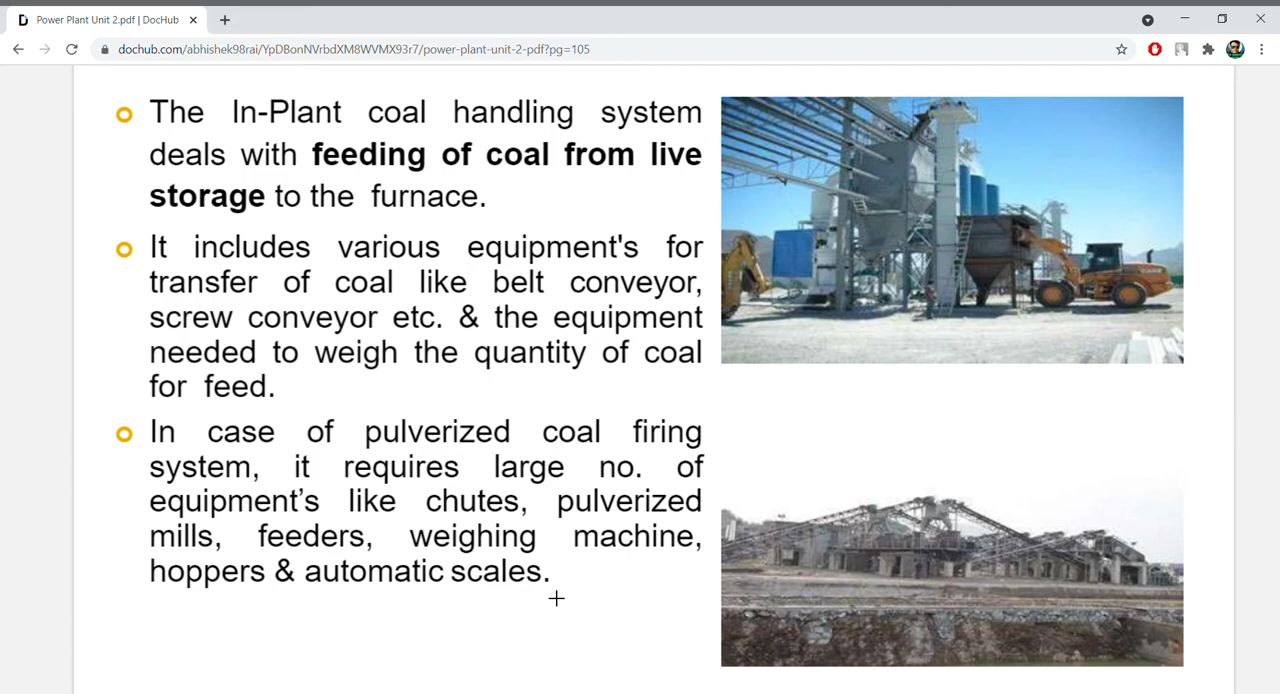 Power Plant Unit 2.pdf | DocHub
dochub.com/abhishek98rai/YpDBonNVrbdXM8WVMX93r7/power-plant-unit-2-pdf?pg=105
The In-Plant coal handling system
deals with feeding of coal from live
storage to the furnace.
It includes various equipment's for
transfer of coal like belt conveyor,
screw conveyor etc. & the equipment
needed to weigh the quantity of coal
for feed.
In case of pulverized coal firing
system, it requires large no. of
equipment’s like chutes, pulverized
mills, feeders, weighing machine,
hoppers & automatic scales.